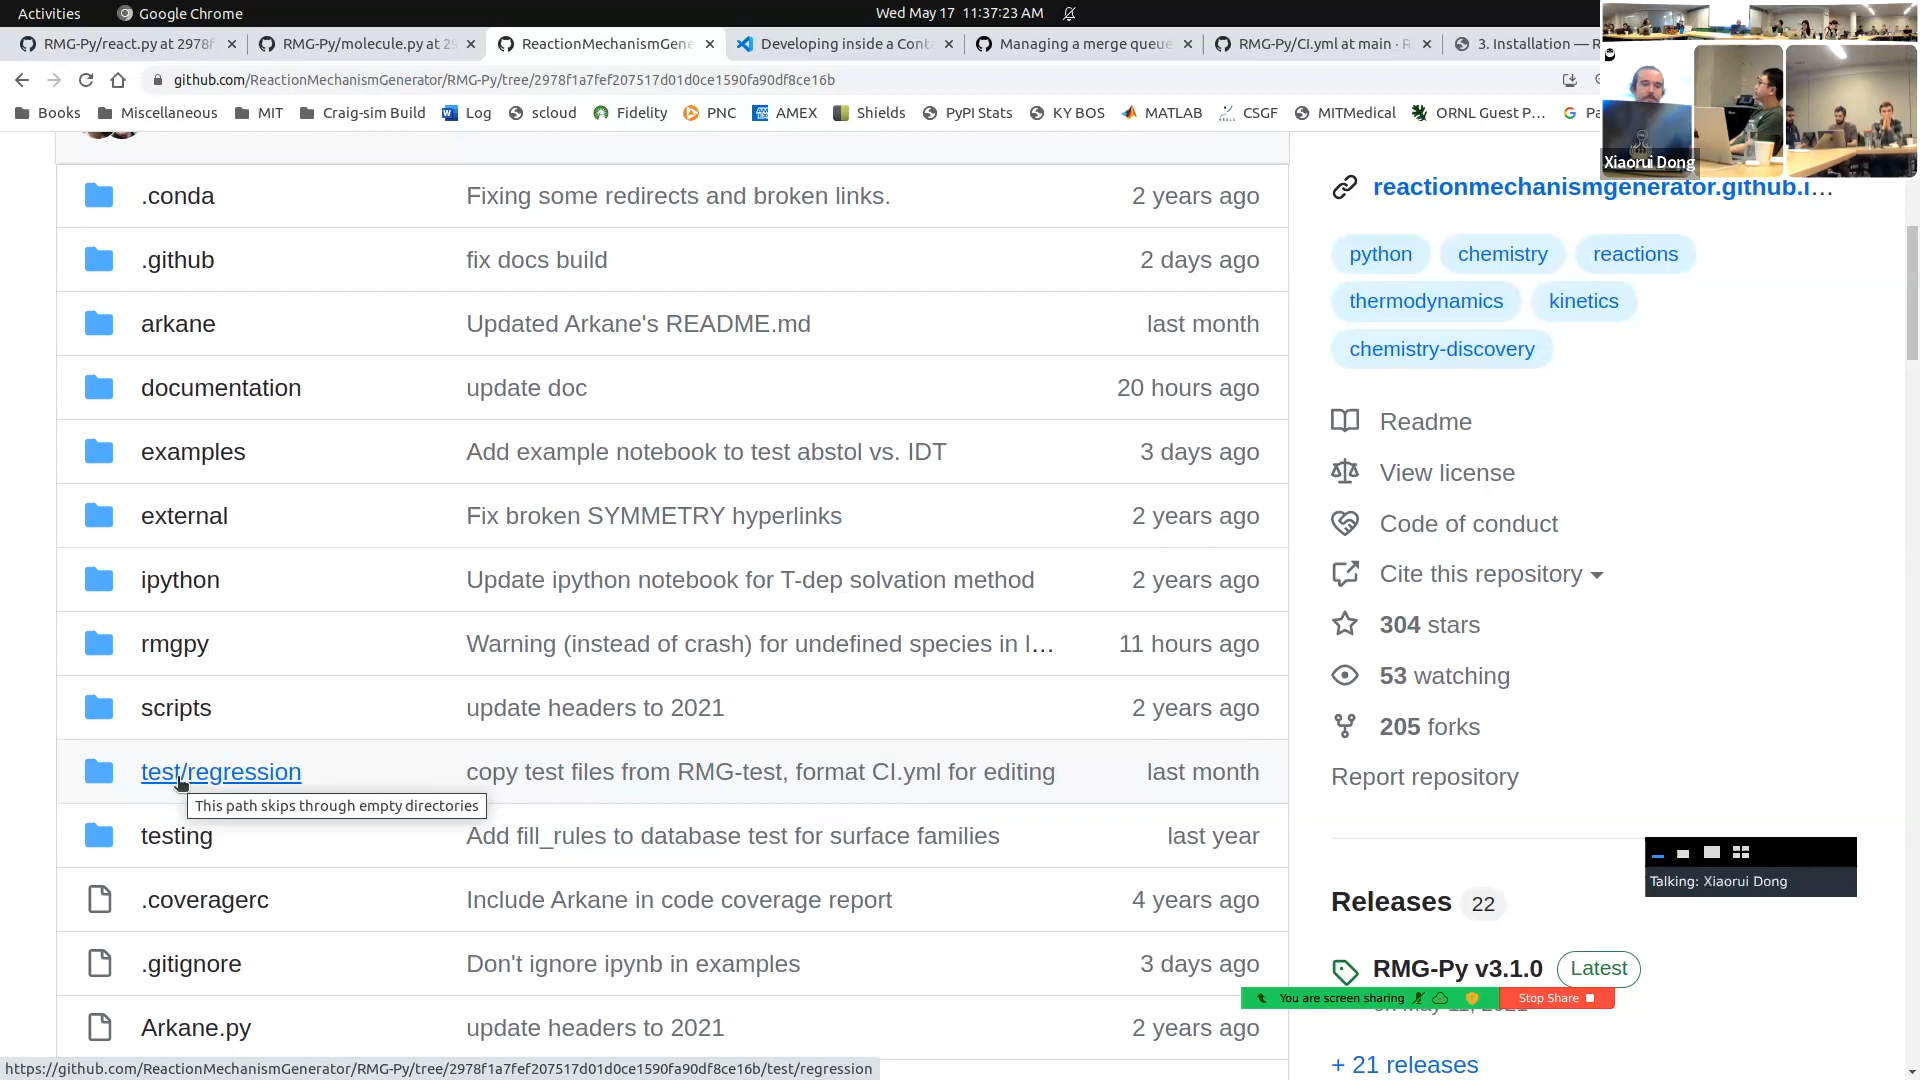 Activities
Google Chrome
Wed May 17 11:37:23 AM
RMG-Py/react.py at 2978f
RMG-Py/molecule.py at 29
ReactionMechanismGene
Developing inside a Cont
Managing a merge queue
RMG-Py/CI.yml at main · R
3. Installation — R
github.com/ReactionMechanismGenerator/RMG-Py/tree/2978f1a7fef207517d01d0ce1590fa90df8ce16b
Books
Miscellaneous
MIT
Craig-sim Build
Log
scloud
Fidelity
PNC
AMEX
Shields
PyPI Stats
KY BOS
MATLAB
CSGF
MITMedical
ORNL Guest P...
Xiaorui Dong
.conda
Fixing some redirects and broken links.
2 years ago
.github
fix docs build
2 days ago
arkane
Updated Arkane's README.md
last month
documentation
update doc
20 hours ago
examples
Add example notebook to test abstol vs. IDT
3 days ago
external
Fix broken SYMMETRY hyperlinks
2 years ago
ipython
Update ipython notebook for T-dep solvation method
2 years ago
rmgpy
Warning (instead of crash) for undefined species in l...
11 hours ago
scripts
update headers to 2021
2 years ago
test/regression
copy test files from RMG-test, format CI.yml for editing
last month
This path skips through empty directories
testing
Add fill_rules to database test for surface families
last year
.coveragerc
Include Arkane in code coverage report
4 years ago
.gitignore
Don't ignore ipynb in examples
3 days ago
Arkane.py
update headers to 2021
2 years ago
https://github.com/ReactionMechanismGenerator/RMG-Py/tree/2978f1a7fef207517d01d0ce1590fa90df8ce16b/test/regression
reactionmechanismgenerator.github.i...
python
chemistry
reactions
thermodynamics
kinetics
chemistry-discovery
Readme
View license
Code of conduct
Cite this repository
304 stars
53 watching
205 forks
Report repository
Talking: Xiaorui Dong
Releases 22
RMG-Py v3.1.0
Latest
You are screen sharing
Stop Share
+ 21 releases